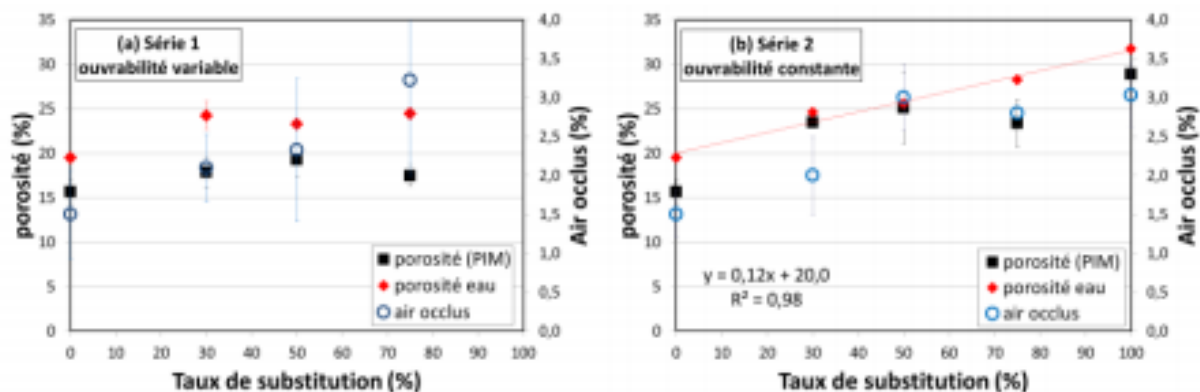 (a) Série 1
ouvrabilité variable
porosité (%)
35
30
25
20
15
10
5
0
4,0
3,5
3,0
2,5
2,0
1,5
1,0
0,5
0,0
Air occlus (%)
porosité (PIM)
porosité eau
air occlus
0 10 20 30 40 50 60 70 80 90 100
Taux de substitution (%)
(b) Série 2
ouvrabilité constante
porosité (%)
35
30
25
20
15
10
5
0
4,0
3,5
3,0
2,5
2,0
1,5
1,0
0,5
0,0
Air occlus (%)
y = 0,12x + 20,0
R² = 0,98
porosité (PIM)
porosité eau
air occlus
0 10 20 30 40 50 60 70 80 90 100
Taux de substitution (%)